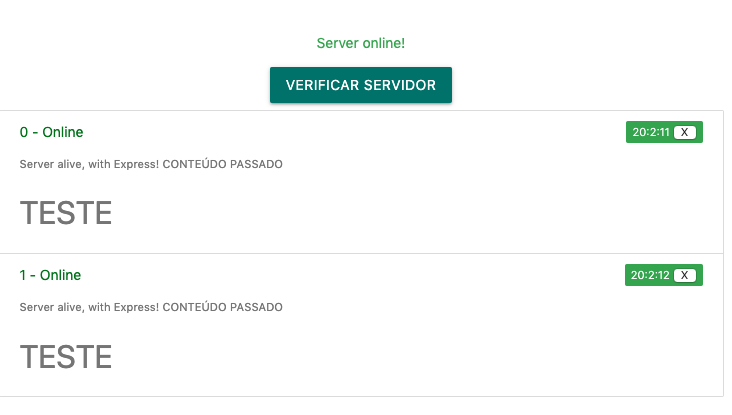 Server online!
VERIFICAR SERVIDOR
0 - Online 20:2:11 X
Server alive, with Express! CONTEÚDO PASSADO
TESTE
1 - Online 20:2:12 X
Server alive, with Express! CONTEÚDO PASSADO
TESTE